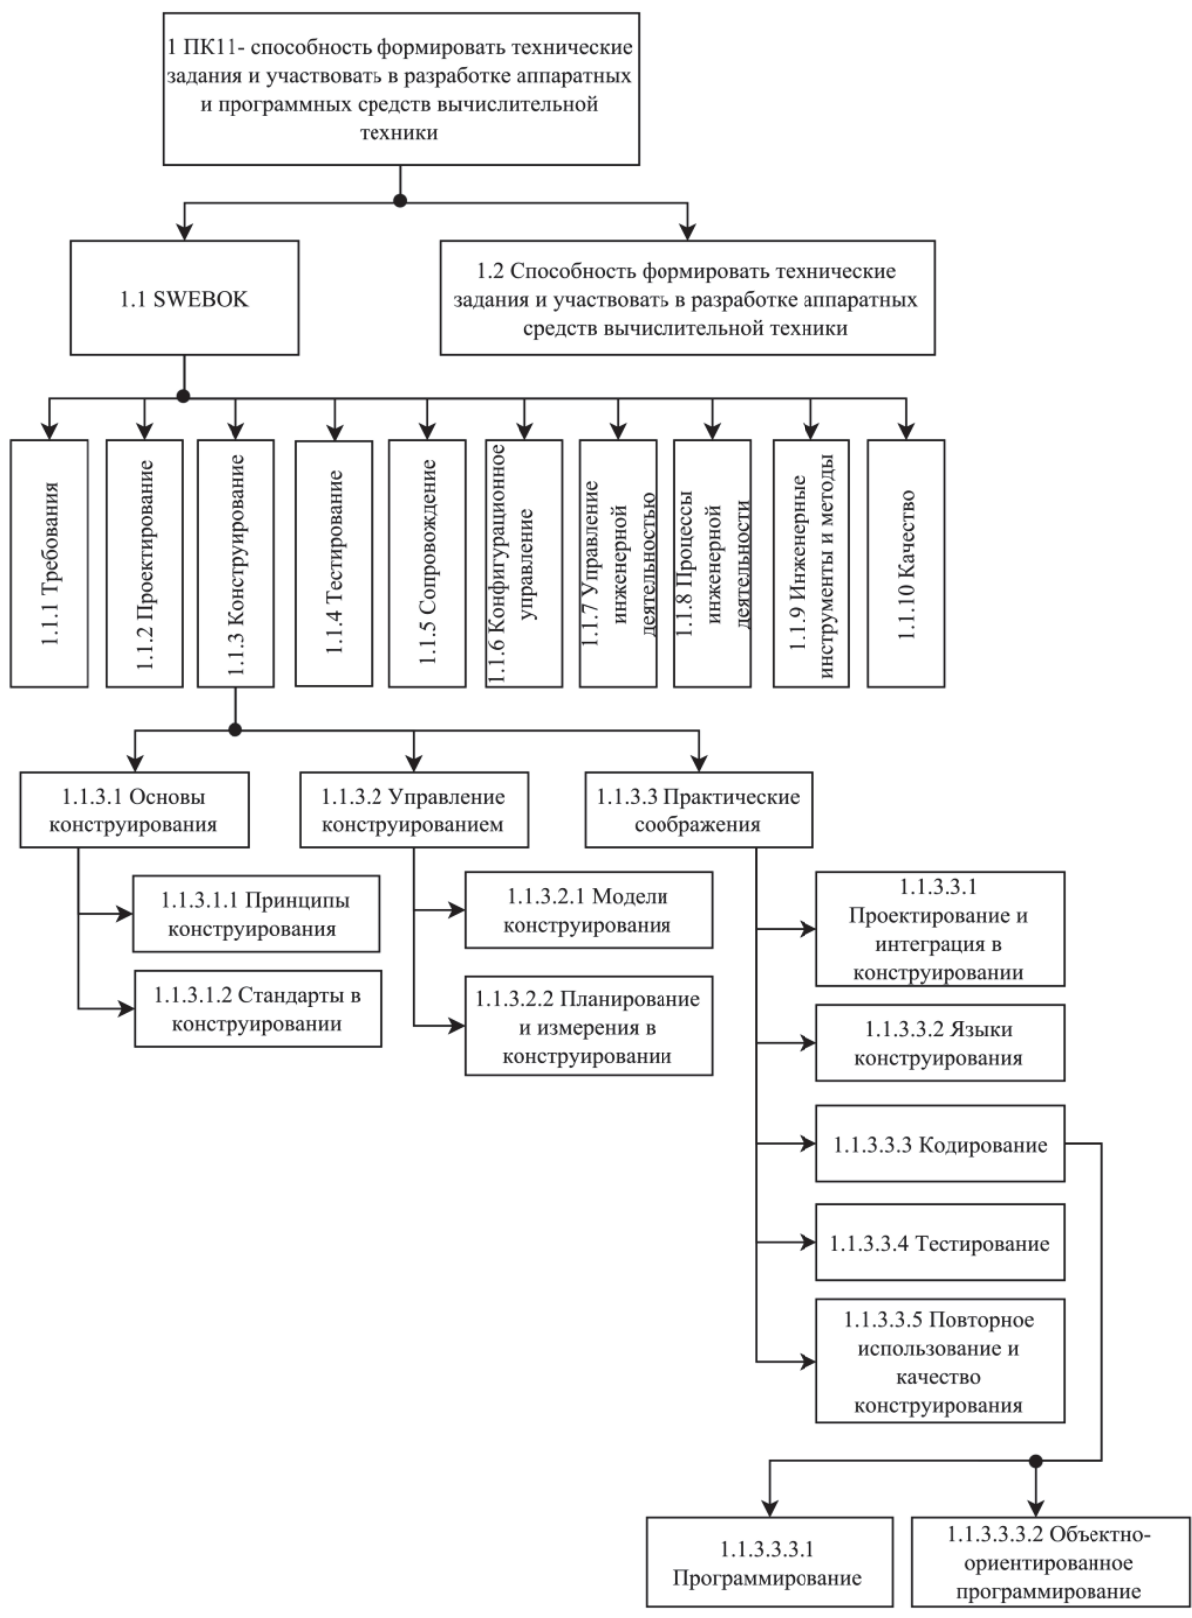 1 ПК11- способность формировать технические
задания и участвовать в разработке аппаратных
и программных средств вычислительной
техники
1.1 SWEBOK
1.2 Способность формировать технические
задания и участвовать в разработке аппаратных
средств вычислительной техники
1.1.1 Требования
1.1.2 Проектирование
1.1.3 Конструирование
1.1.4 Тестирование
1.1.5 Сопровождение
1.1.6 Конфигурационное
управление
1.1.7 Управление
инженерной
деятельностью
1.1.8 Процессы
инженерной
деятельности
1.1.9 Инженерные
инструменты и методы
1.1.10 Качество
1.1.3.1 Основы
конструирования
1.1.3.2 Управление
конструированием
1.1.3.3 Практические
соображения
1.1.3.1.1 Принципы
конструирования
1.1.3.1.2 Стандарты в
конструировании
1.1.3.2.1 Модели
конструирования
1.1.3.2.2 Планирование
и измерения в
конструировании
1.1.3.3.1
Проектирование и
интеграция в
конструировании
1.1.3.3.2 Языки
конструирования
1.1.3.3.3 Кодирование
1.1.3.3.4 Тестирование
1.1.3.3.5 Повторное
использование и
качество
конструирования
1.1.3.3.3.1
Программирование
1.1.3.3.3.2 Объектно-
ориентированное
программирование